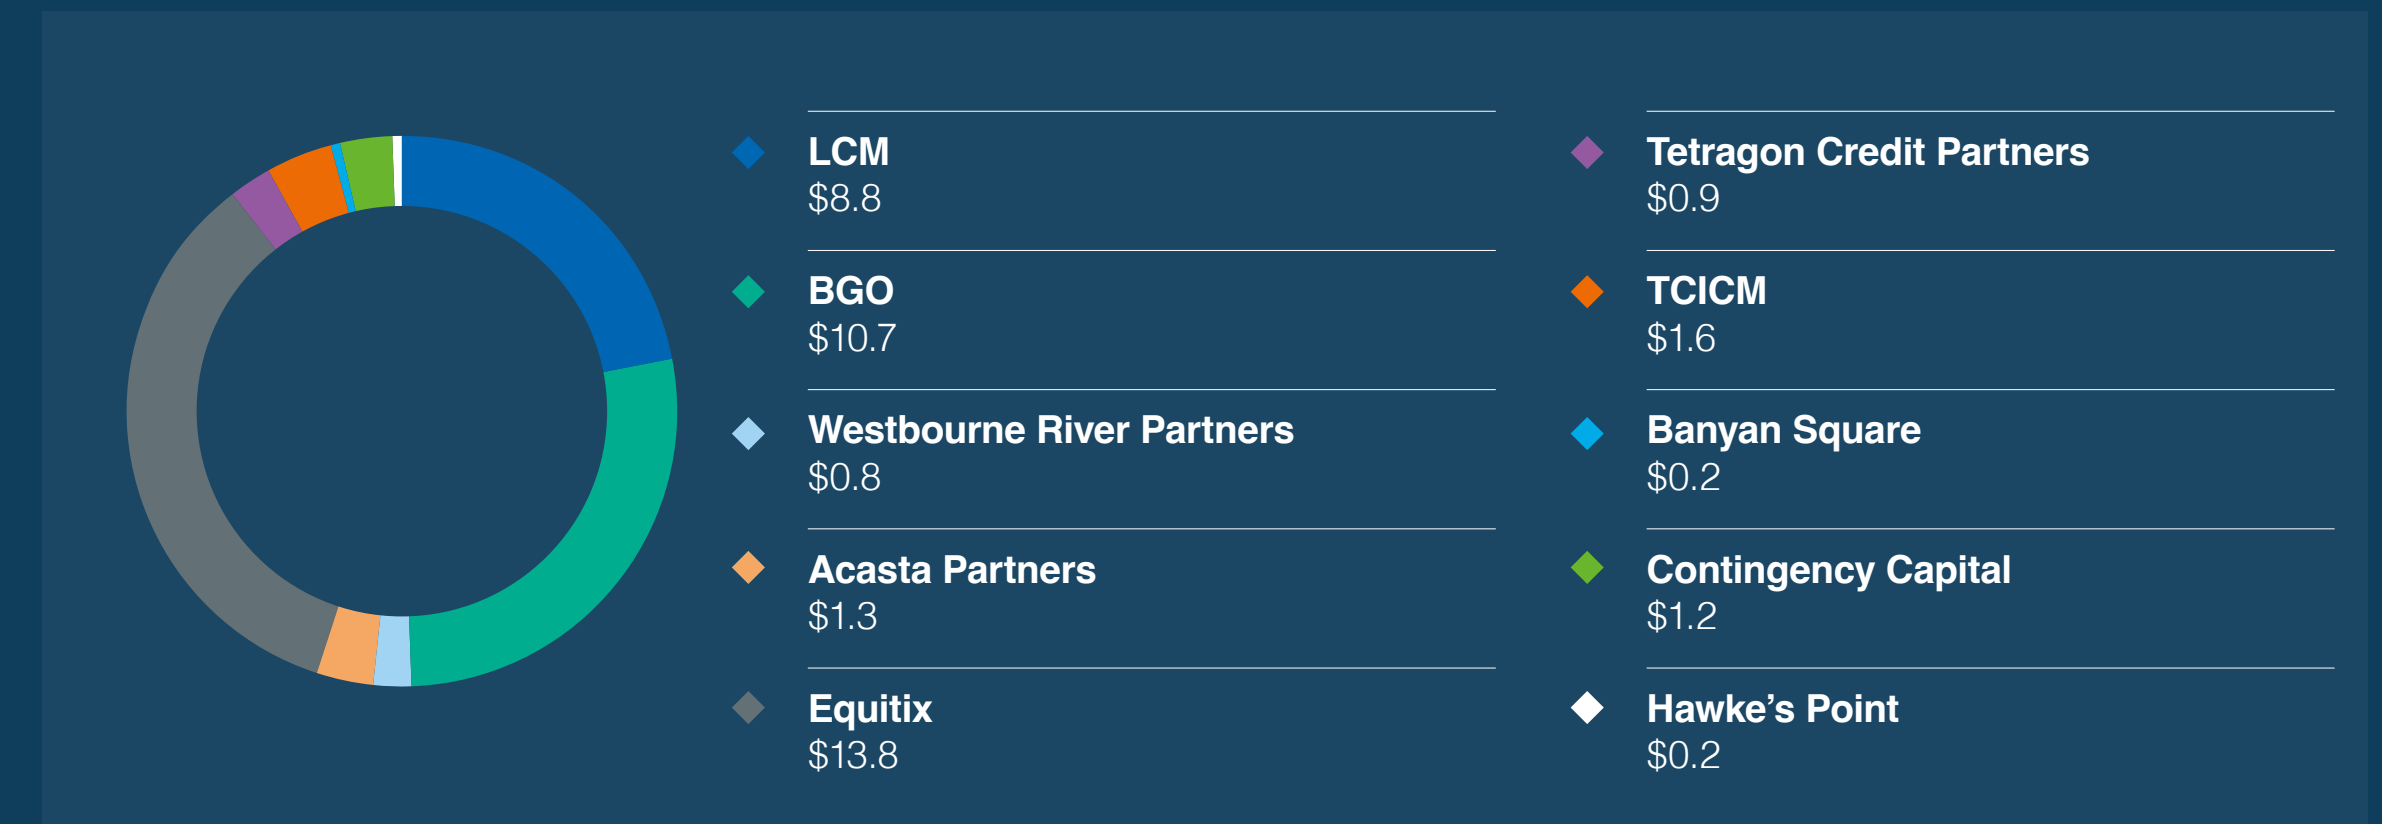 LCM
$8.8
BGO
$10.7
Westbourne River Partners
$0.8
Acasta Partners
$1.3
Equitix
$13.8
Tetragon Credit Partners
$0.9
TCICM
$1.6
Banyan Square
$0.2
Contingency Capital
$1.2
Hawke’s Point
$0.2